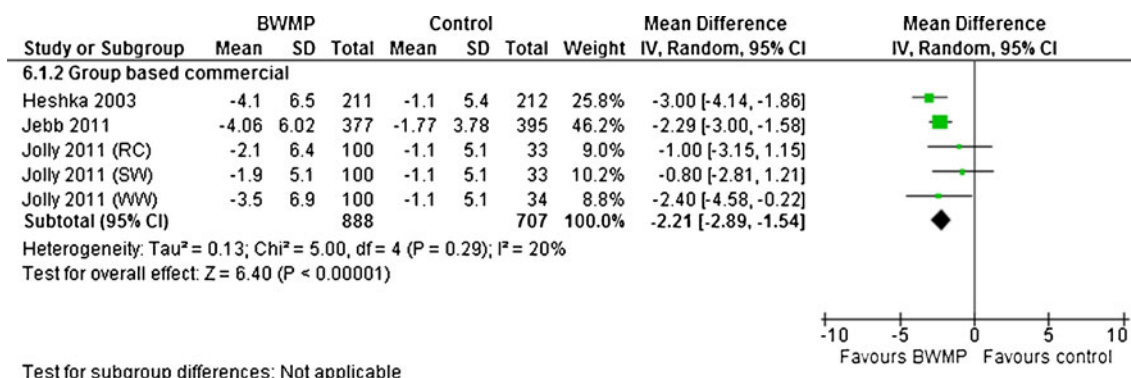 BWMP Control Mean Difference Mean Difference
Study or Subgroup Mean SD Total Mean SD Total Weight IV, Random, 95% CI IV, Random, 95% CI
6.1.2 Group based commercial
Heshka 2003 -4.1 6.5 211 -1.1 5.4 212 25.8% -3.00 [-4.14, -1.86]
Jebb 2011 -4.06 6.02 377 -1.77 3.78 395 46.2% -2.29 [-3.00, -1.58]
Jolly 2011 (RC) -2.1 6.4 100 -1.1 5.1 33 9.0% -1.00 [-3.15, 1.15]
Jolly 2011 (SW) -1.9 5.1 100 -1.1 5.1 33 10.2% -0.80 [-2.81, 1.21]
Jolly 2011 (WW) -3.5 6.9 100 -1.1 5.1 34 8.8% -2.40 [-4.58, -0.22]
Subtotal (95% CI) 888 707 100.0% -2.21 [-2.89, -1.54]
Heterogeneity: Tau² = 0.13; Chi² = 5.00, df = 4 (P = 0.29); I² = 20%
Test for overall effect: Z = 6.40 (P < 0.00001)
-10 -5 0 5 10
Favours BWMP Favours control
Test for subgroup differences: Not applicable